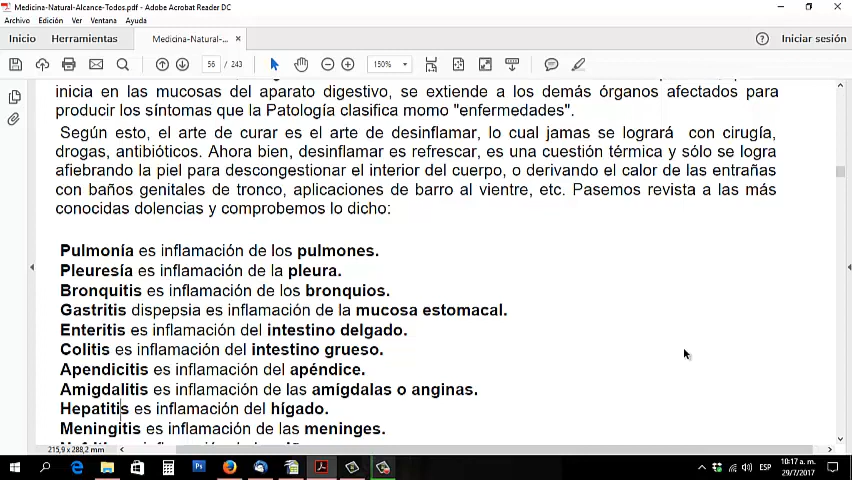 Medicina-Natural-Alcance-Todos.pdf - Adobe Acrobat Reader DC
Archivo Edición Ver Ventana Ayuda
Inicio Herramientas Medicina-Natural-... × Iniciar sesión
56 / 243 150%
inicia en las mucosas del aparato digestivo, se extiende a los demás órganos afectados para
producir los síntomas que la Patología clasifica momo "enfermedades".
Según esto, el arte de curar es el arte de desinflamar, lo cual jamas se logrará con cirugía,
drogas, antibióticos. Ahora bien, desinflamar es refrescar, es una cuestión térmica y sólo se logra
afiebrando la piel para descongestionar el interior del cuerpo, o derivando el calor de las entrañas
con baños genitales de tronco, aplicaciones de barro al vientre, etc. Pasemos revista a las más
conocidas dolencias y comprobemos lo dicho:
Pulmonía es inflamación de los pulmones.
Pleuresía es inflamación de la pleura.
Bronquitis es inflamación de los bronquios.
Gastritis dispepsia es inflamación de la mucosa estomacal.
Enteritis es inflamación del intestino delgado.
Colitis es inflamación del intestino grueso.
Apendicitis es inflamación del apéndice.
Amigdalitis es inflamación de las amígdalas o anginas.
Hepatitis es inflamación del hígado.
Meningitis es inflamación de las meninges.
215,9 x 288,2 mm
ESP 10:17 a. m.
29/7/2017